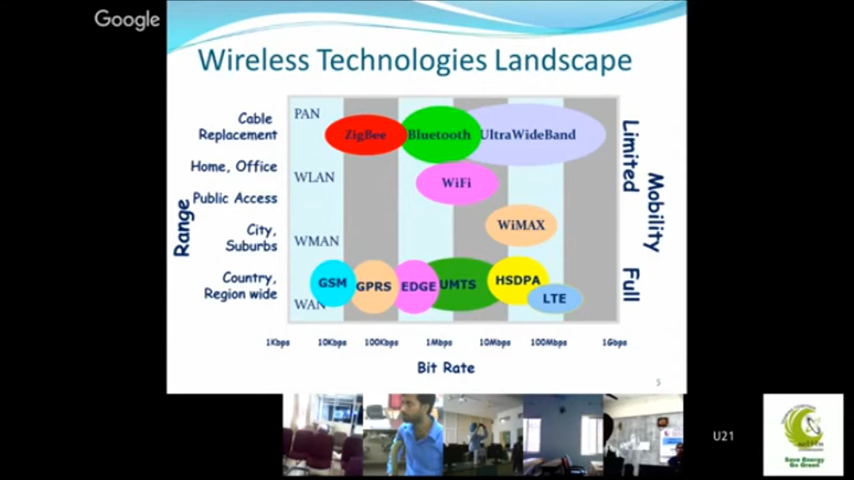 Google
Wireless Technologies Landscape
Cable
Replacement
Home, Office
Public Access
City,
Suburbs
Country,
Region wide
Range
PAN
WLAN
WMAN
WAN
ZigBee
Bluetooth
UltraWideBand
WiFi
WiMAX
GSM
GPRS
EDGE
UMTS
HSDPA
LTE
Limited
Mobility
Full
1Kbps
10Kbps
100Kbps
1Mbps
10Mbps
100Mbps
1Gbps
Bit Rate
5
U21
Save Energy
Go Green